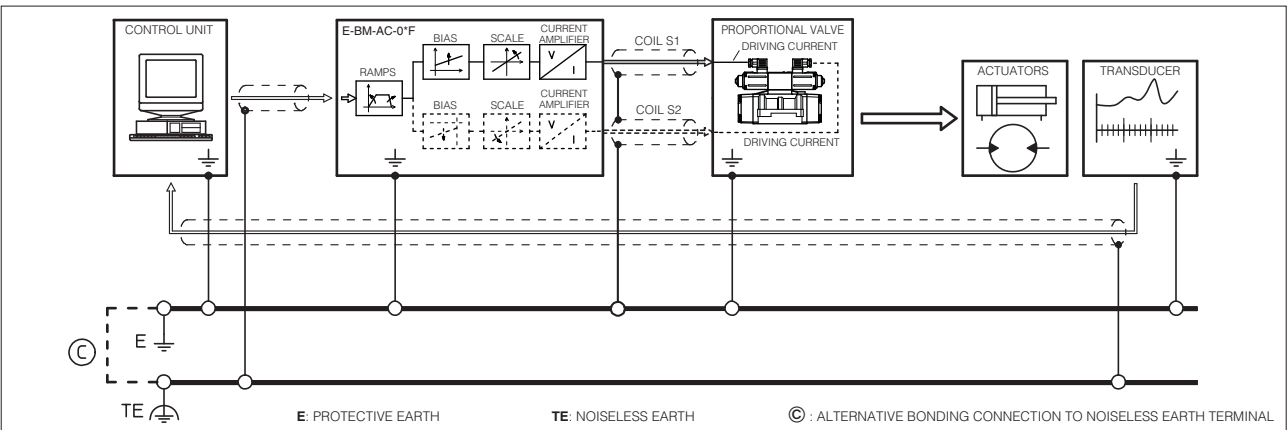 CONTROL UNIT
E-BM-AC-0*F
RAMPS
BIAS
SCALE
CURRENT
AMPLIFIER
V
I
BIAS
SCALE
CURRENT
AMPLIFIER
V
I
COIL S1
COIL S2
PROPORTIONAL VALVE
DRIVING CURRENT
DRIVING CURRENT
ACTUATORS
TRANSDUCER
E
C
TE
E: PROTECTIVE EARTH
TE: NOISELESS EARTH
© : ALTERNATIVE BONDING CONNECTION TO NOISELESS EARTH TERMINAL